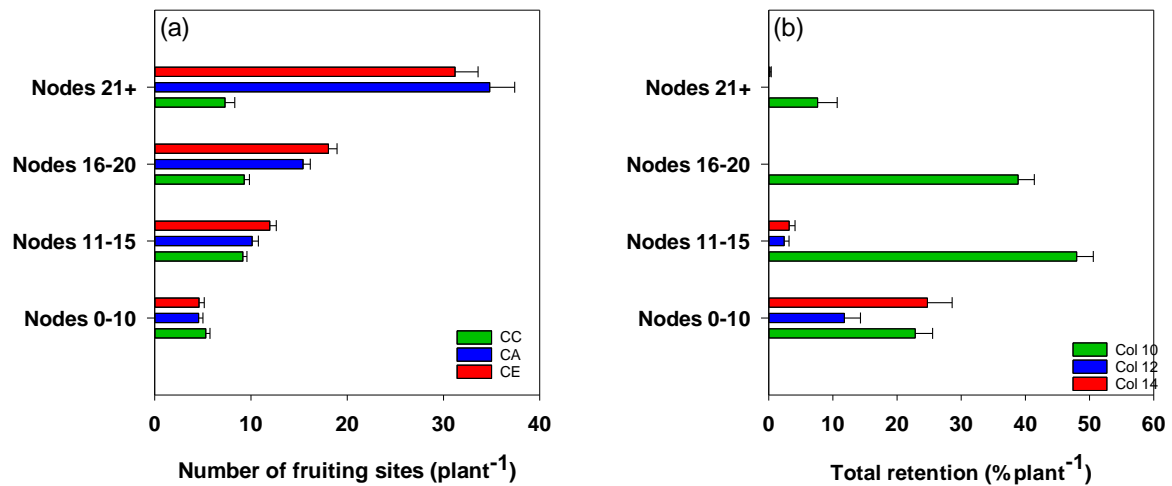 (a)
Nodes 21+
Nodes 16-20
Nodes 11-15
Nodes 0-10
CC
CA
CE
0 10 20 30 40
Number of fruiting sites (plant⁻¹)
(b)
Nodes 21+
Nodes 16-20
Nodes 11-15
Nodes 0-10
Col 10
Col 12
Col 14
0 10 20 30 40 50 60
Total retention (% plant⁻¹)